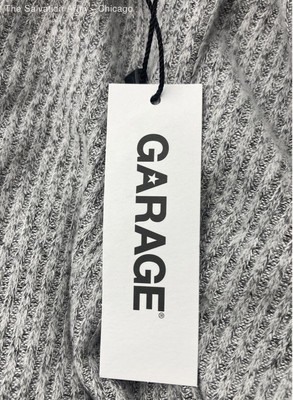 The Salvation Army - Chicago
GARAGE®